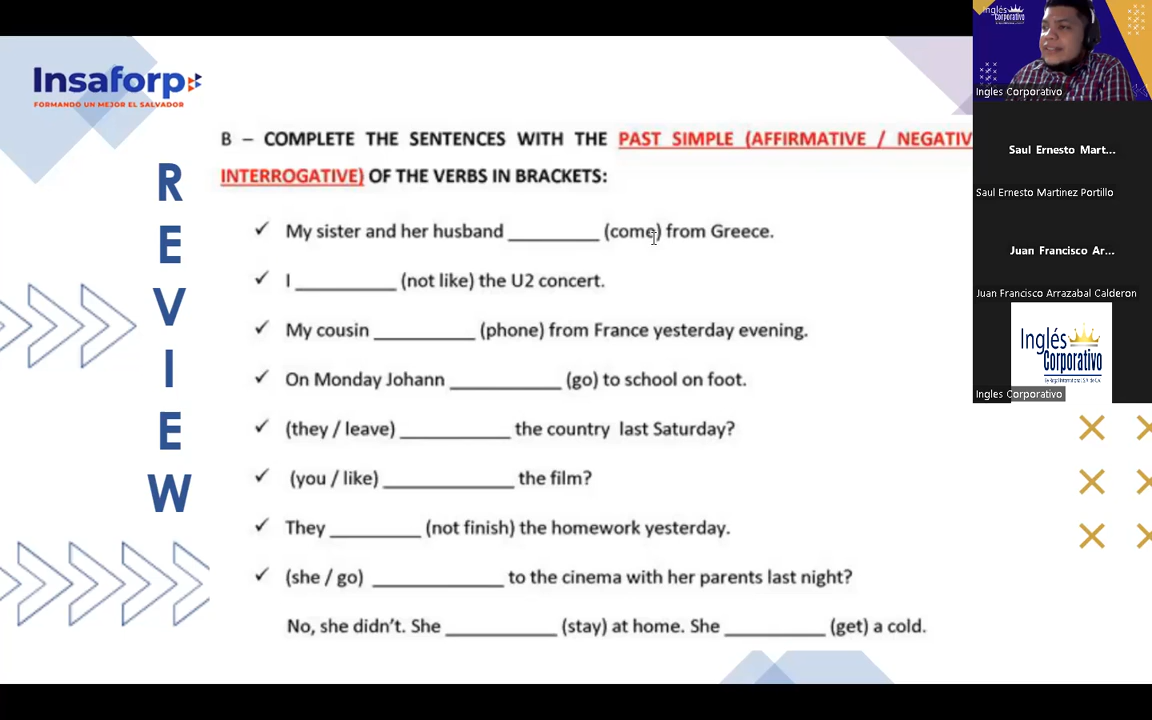 Insaforp
FORMANDO UN MEJOR EL SALVADOR
REVIEW
B – COMPLETE THE SENTENCES WITH THE PAST SIMPLE (AFFIRMATIVE / NEGATIV
INTERROGATIVE) OF THE VERBS IN BRACKETS:
✓ My sister and her husband _________ (come) from Greece.
✓ I __________ (not like) the U2 concert.
✓ My cousin __________ (phone) from France yesterday evening.
✓ On Monday Johann ___________ (go) to school on foot.
✓ (they / leave) ___________ the country last Saturday?
✓ (you / like) _____________ the film?
✓ They _________ (not finish) the homework yesterday.
✓ (she / go) _____________ to the cinema with her parents last night?
No, she didn't. She ___________ (stay) at home. She __________ (get) a cold.
Inglés
Corporativo
Ingles Corporativo
Saul Ernesto Mart...
Saul Ernesto Martinez Portillo
Juan Francisco Ar...
Juan Francisco Arrazabal Calderon
Inglés
Corporativo
Ingles Corporativo